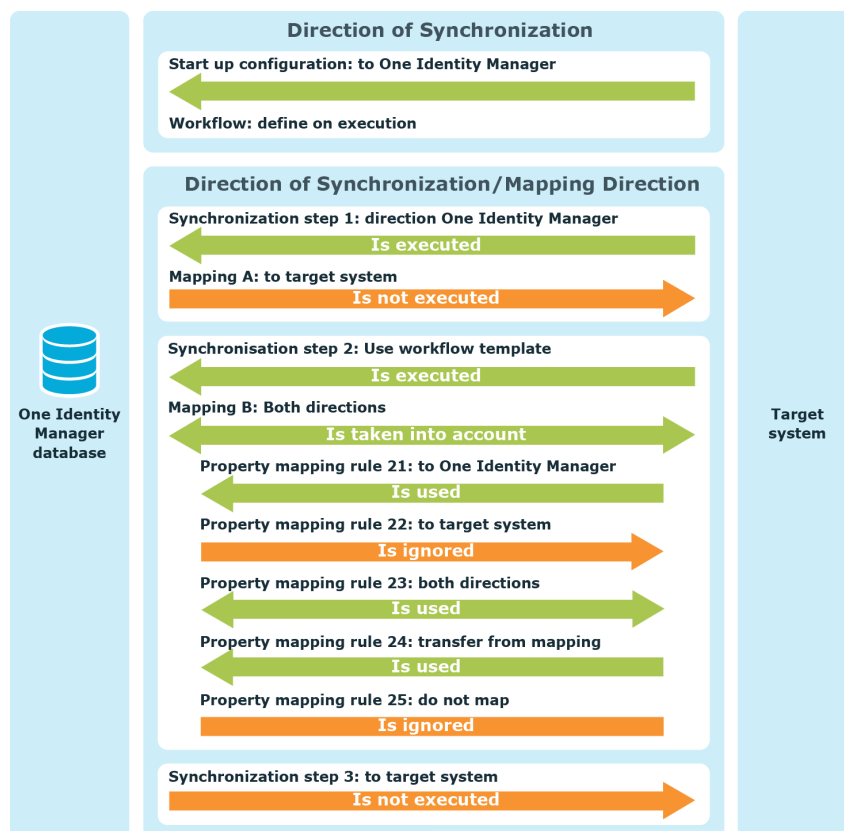 Direction of Synchronization
Start up configuration: to One Identity Manager
Workflow: define on execution
Direction of Synchronization/Mapping Direction
Synchronization step 1: direction One Identity Manager
Is executed
Mapping A: to target system
Is not executed
Synchronisation step 2: Use workflow template
Is executed
Mapping B: Both directions
Is taken into account
Property mapping rule 21: to One Identity Manager
Is used
Property mapping rule 22: to target system
Is ignored
Property mapping rule 23: both directions
Is used
Property mapping rule 24: transfer from mapping
Is used
Property mapping rule 25: do not map
Is ignored
Synchronization step 3: to target system
Is not executed
One Identity
Manager
database
Target
system